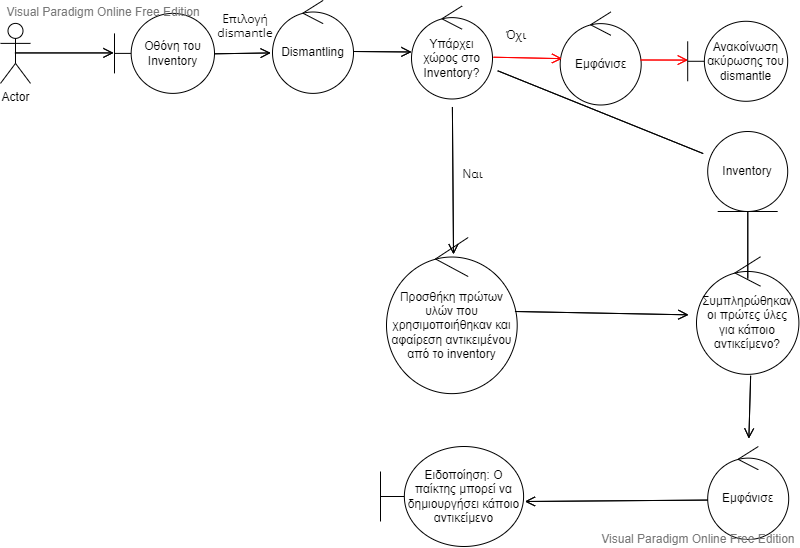 Visual Paradigm Online Free Edition
Actor
Οθόνη του
Inventory
Επιλογή
dismantle
Dismantling
Υπάρχει
χώρος στο
Inventory?
Όχι
Εμφάνισε
Ανακοίνωση
ακύρωσης του
dismantle
Inventory
Ναι
Προσθήκη πρώτων
υλών που
χρησιμοποιήθηκαν και
αφαίρεση αντικειμένου
από το inventory
Συμπληρώθηκαν
οι πρώτες ύλες
για κάποιο
αντικείμενο?
Ειδοποίηση: Ο
παίκτης μπορεί να
δημιουργήσει κάποιο
αντικείμενο
Εμφάνισε
Visual Paradigm Online Free Edition